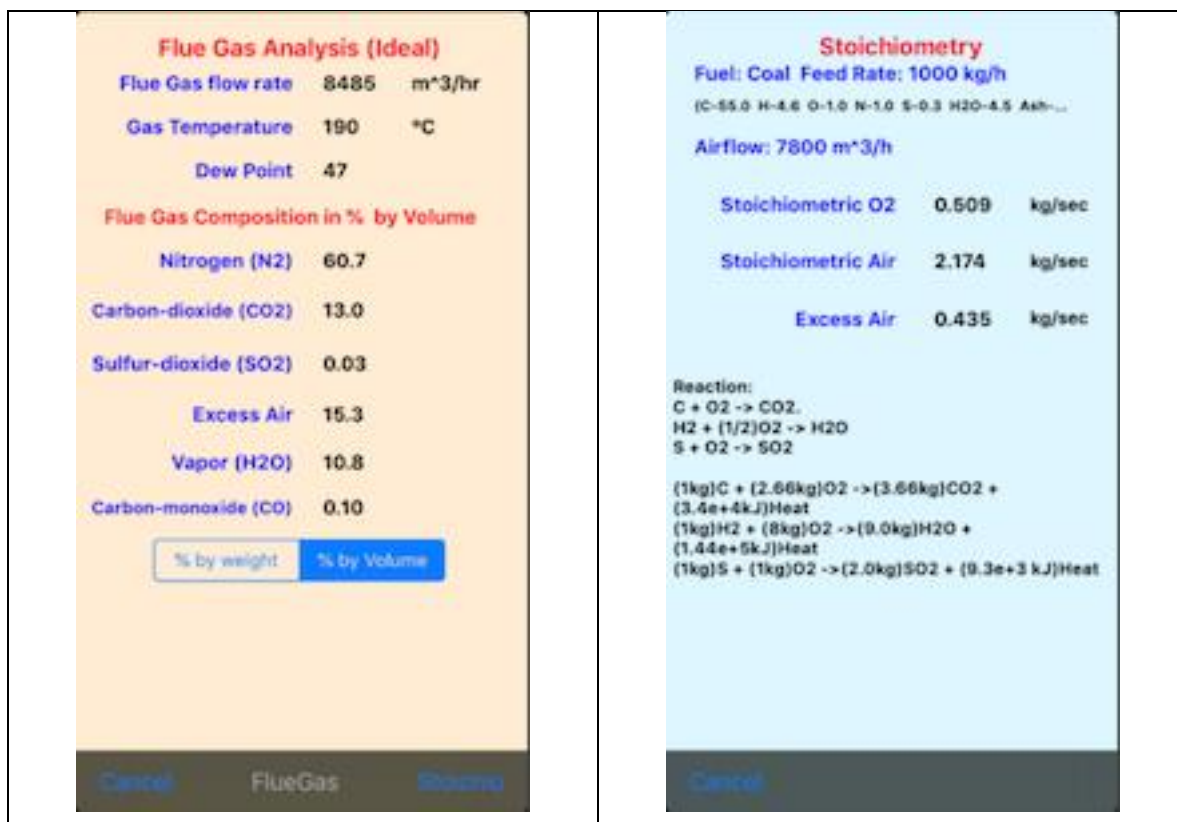 Flue Gas Analysis (Ideal)
Flue Gas flow rate 8485 m^3/hr
Gas Temperature 190 °C
Dew Point 47
Flue Gas Composition in % by Volume
Nitrogen (N2) 60.7
Carbon-dioxide (CO2) 13.0
Sulfur-dioxide (SO2) 0.03
Excess Air 15.3
Vapor (H2O) 10.8
Carbon-monoxide (CO) 0.10
% by weight % by Volume
Cancel FlueGas Stoichio
Stoichiometry
Fuel: Coal Feed Rate: 1000 kg/h
(C-55.0 H-4.6 O-1.0 N-1.0 S-0.3 H2O-4.5 Ash-...
Airflow: 7800 m^3/h
Stoichiometric O2 0.509 kg/sec
Stoichiometric Air 2.174 kg/sec
Excess Air 0.435 kg/sec
Reaction:
C + O2 -> CO2.
H2 + (1/2)O2 -> H2O
S + O2 -> SO2
(1kg)C + (2.66kg)O2 ->(3.66kg)CO2 +
(3.4e+4kJ)Heat
(1kg)H2 + (8kg)O2 ->(9.0kg)H2O +
(1.44e+5kJ)Heat
(1kg)S + (1kg)O2 ->(2.0kg)SO2 + (9.3e+3 kJ)Heat
Cancel